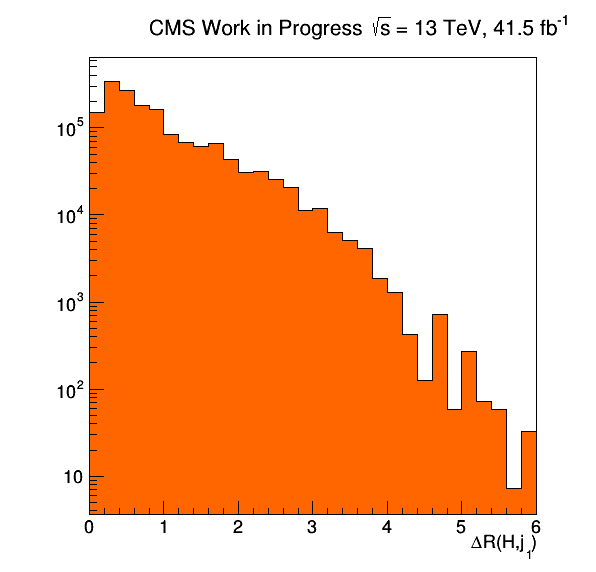 CMS Work in Progress √s = 13 TeV, 41.5 fb⁻¹
10⁵
10⁴
10³
10²
10
0 1 2 3 4 5 6
ΔR(H,j₁)